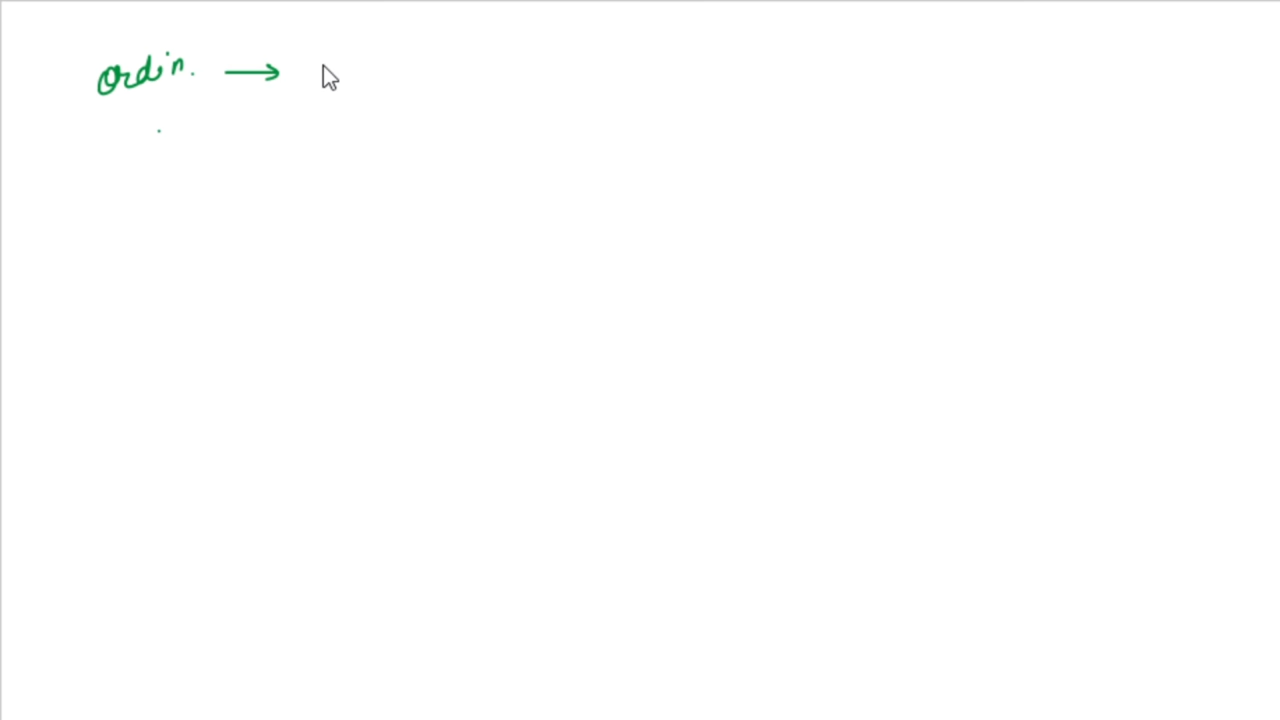 Ordin. →